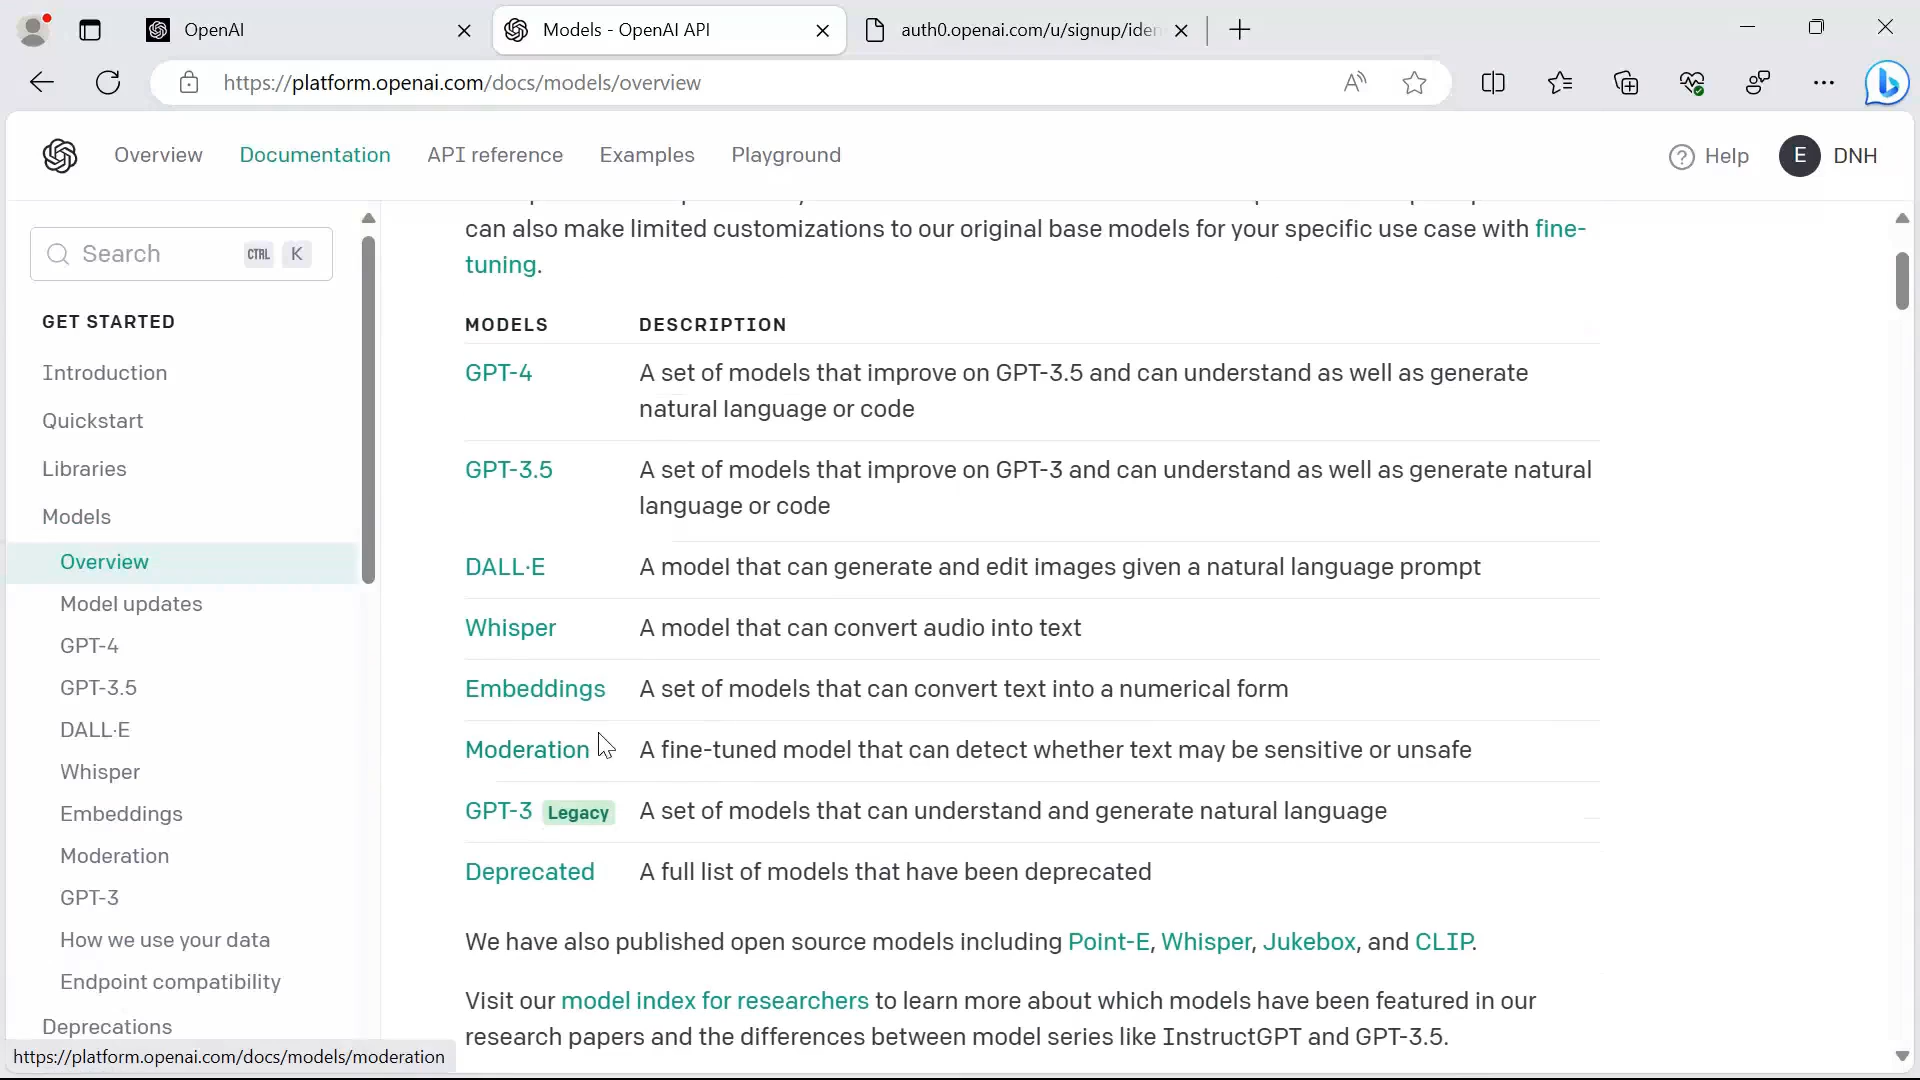 OpenAI
Models - OpenAI API
auth0.openai.com/u/signup/iden
https://platform.openai.com/docs/models/overview
Overview
Documentation
API reference
Examples
Playground
Help
E
DNH
Search
CTRL
K
GET STARTED
Introduction
Quickstart
Libraries
Models
Overview
Model updates
GPT-4
GPT-3.5
DALL·E
Whisper
Embeddings
Moderation
GPT-3
How we use your data
Endpoint compatibility
Deprecations
https://platform.openai.com/docs/models/moderation
can also make limited customizations to our original base models for your specific use case with fine-
tuning.
MODELS DESCRIPTION
GPT-4 A set of models that improve on GPT-3.5 and can understand as well as generate
natural language or code
GPT-3.5 A set of models that improve on GPT-3 and can understand as well as generate natural
language or code
DALL·E A model that can generate and edit images given a natural language prompt
Whisper A model that can convert audio into text
Embeddings A set of models that can convert text into a numerical form
Moderation A fine-tuned model that can detect whether text may be sensitive or unsafe
GPT-3 Legacy A set of models that can understand and generate natural language
Deprecated A full list of models that have been deprecated
We have also published open source models including Point-E, Whisper, Jukebox, and CLIP.
Visit our model index for researchers to learn more about which models have been featured in our
research papers and the differences between model series like InstructGPT and GPT-3.5.